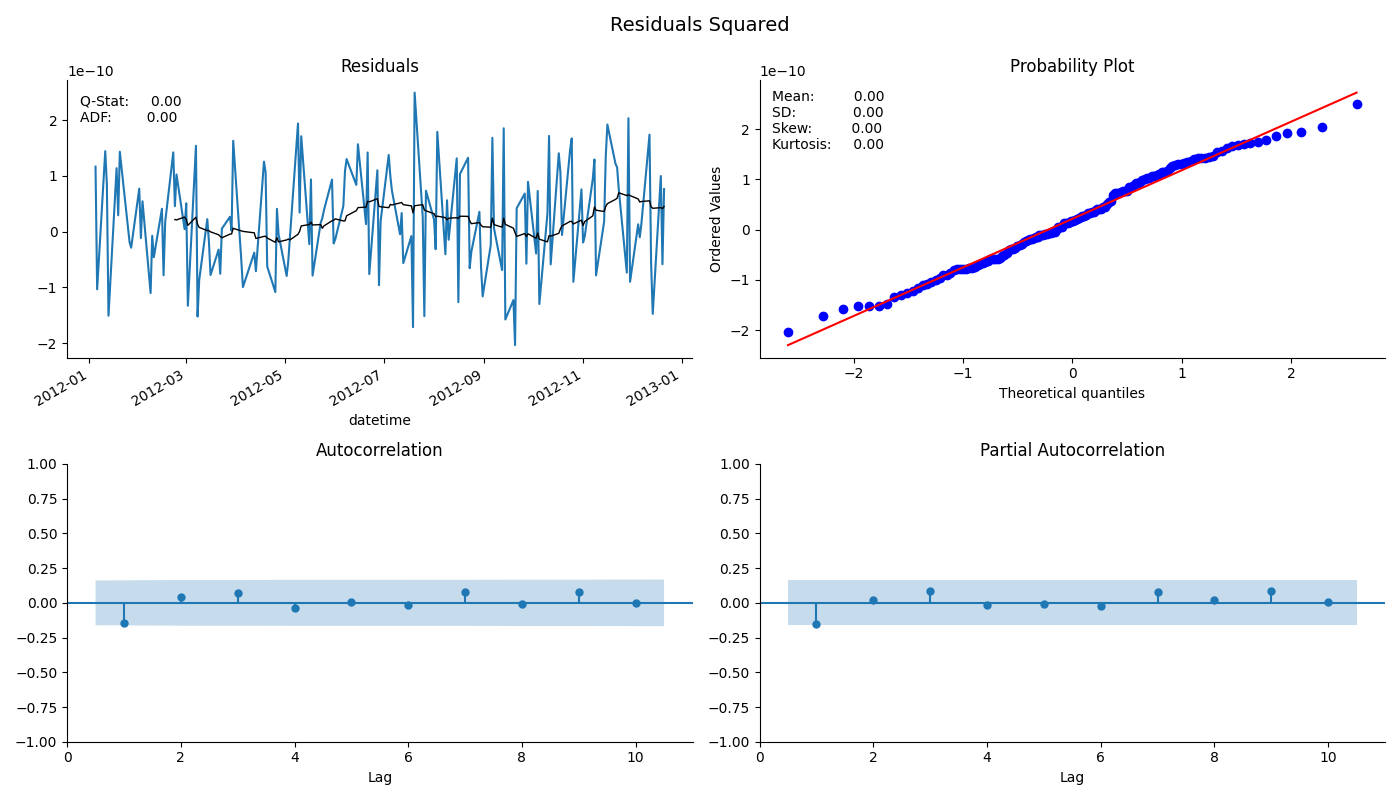 Residuals Squared
Residuals
1e−10
Q-Stat: 0.00
ADF: 0.00
2
1
0
−1
−2
2012-01
2012-03
2012-05
2012-07
2012-09
2012-11
2013-01
datetime
Probability Plot
1e−10
Mean: 0.00
SD: 0.00
Skew: 0.00
Kurtosis: 0.00
Ordered Values
2
1
0
−1
−2
−2
−1
0
1
2
Theoretical quantiles
Autocorrelation
1.00
0.75
0.50
0.25
0.00
−0.25
−0.50
−0.75
−1.00
0
2
4
6
8
10
Lag
Partial Autocorrelation
1.00
0.75
0.50
0.25
0.00
−0.25
−0.50
−0.75
−1.00
0
2
4
6
8
10
Lag